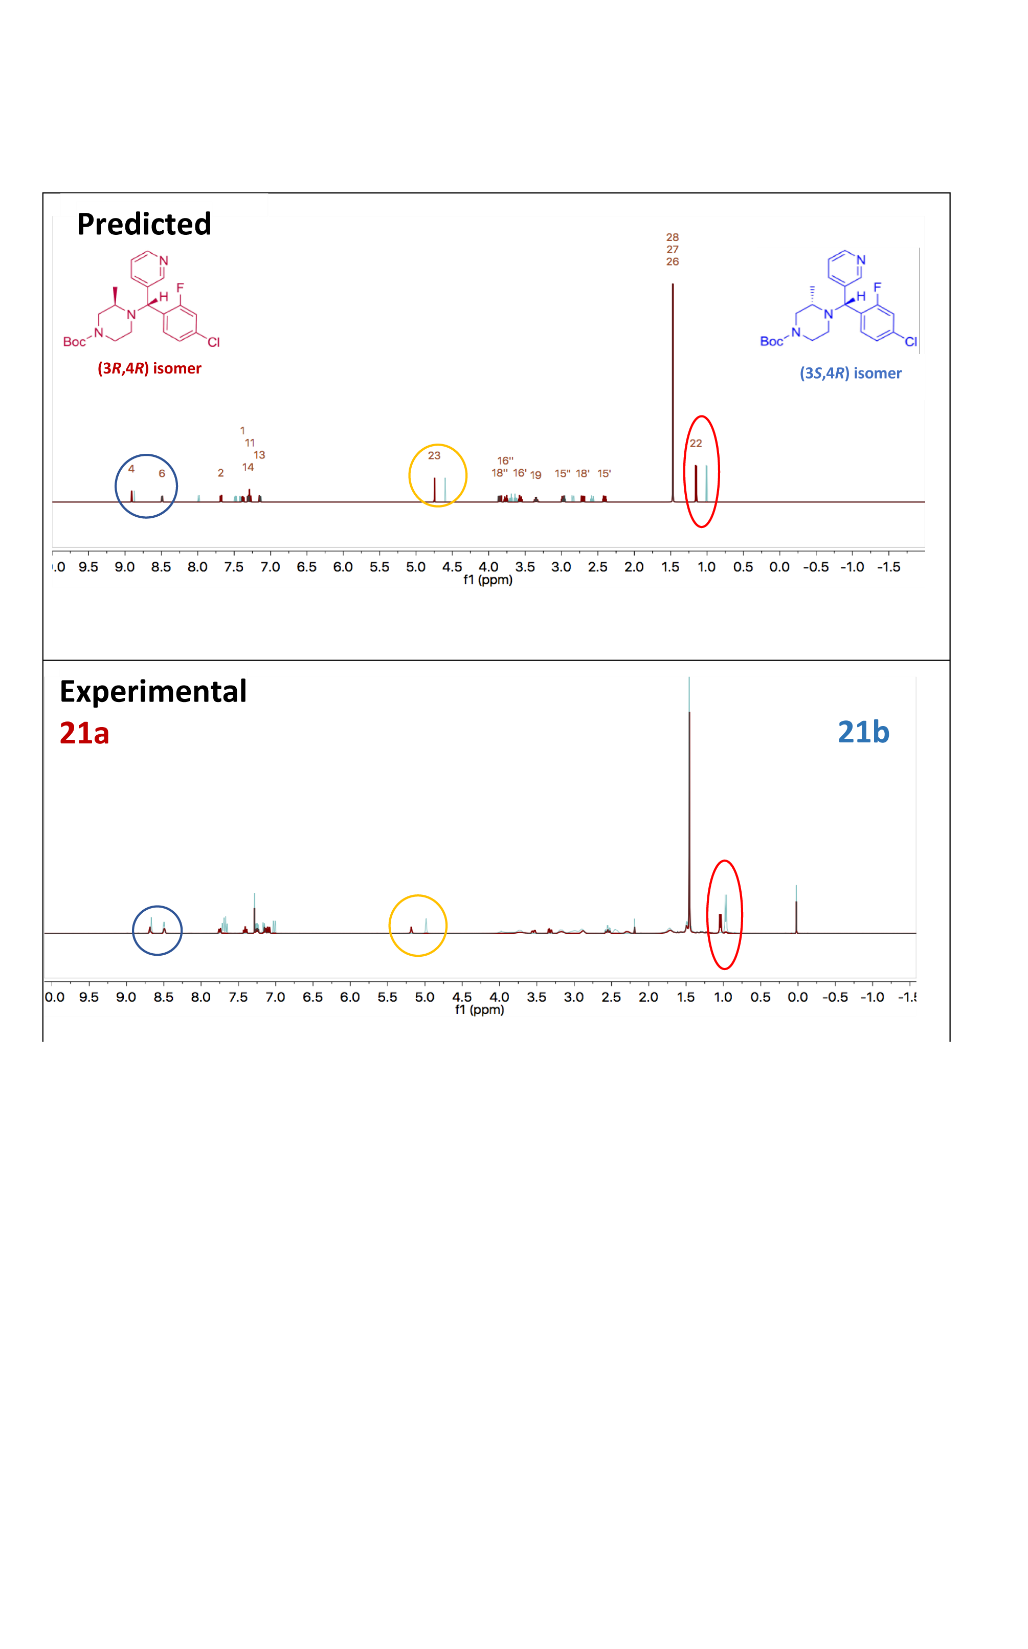 Predicted
N
F
H
N
N
Boc
Cl
(3R,4R) isomer
28
27
26
N
F
H
N
N
Boc
Cl
(3S,4R) isomer
4
6
2
1
11
13
14
23
16''
18''
16'
19
15''
18'
15'
22
.0 9.5 9.0 8.5 8.0 7.5 7.0 6.5 6.0 5.5 5.0 4.5 4.0 3.5 3.0 2.5 2.0 1.5 1.0 0.5 0.0 -0.5 -1.0 -1.5
f1 (ppm)
Experimental
21a
21b
0.0 9.5 9.0 8.5 8.0 7.5 7.0 6.5 6.0 5.5 5.0 4.5 4.0 3.5 3.0 2.5 2.0 1.5 1.0 0.5 0.0 -0.5 -1.0 -1.5
f1 (ppm)